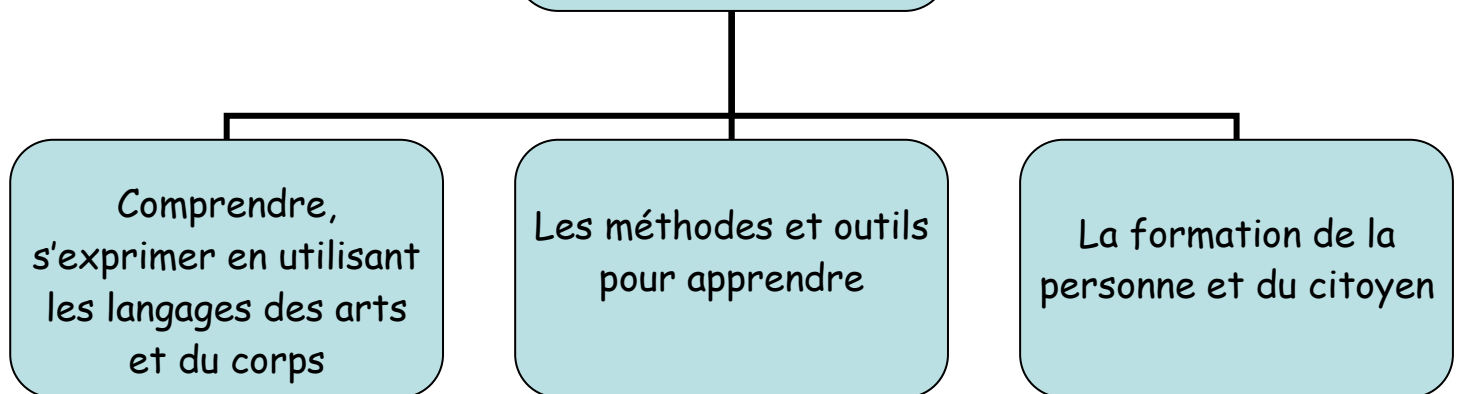 Comprendre,
s'exprimer en utilisant
les langages des arts
et du corps
Les méthodes et outils
pour apprendre
La formation de la
personne et du citoyen